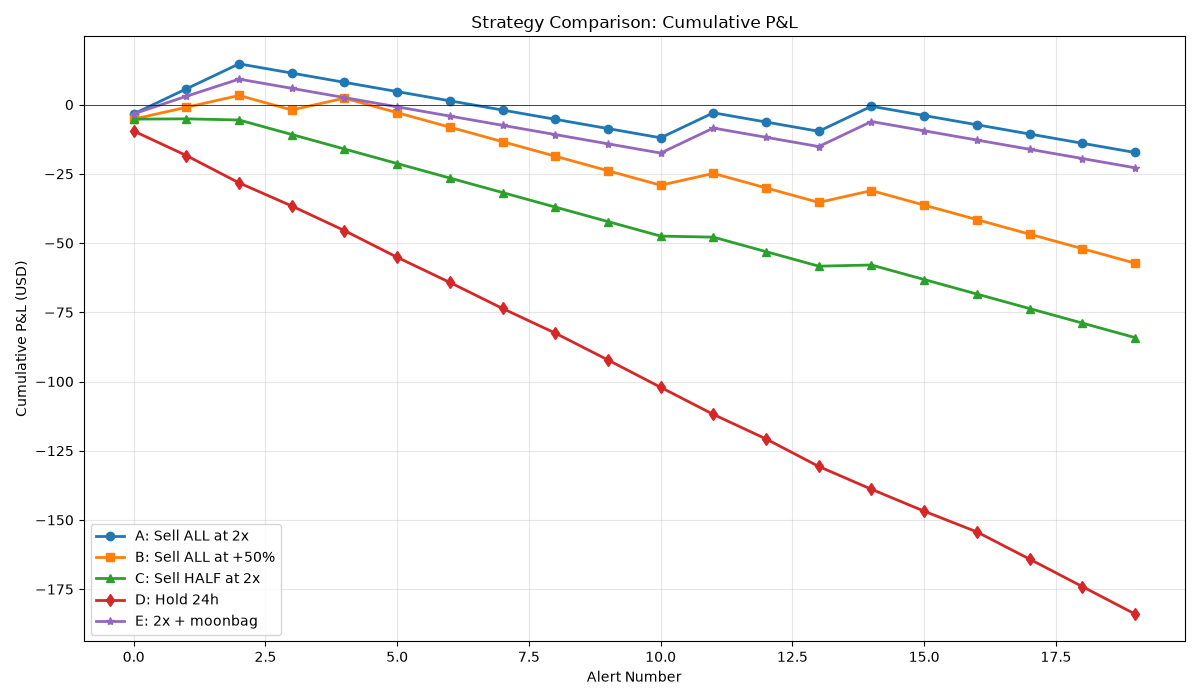 Strategy Comparison: Cumulative P&L
Cumulative P&L (USD)
0
−25
−50
−75
−100
−125
−150
−175
A: Sell ALL at 2x
B: Sell ALL at +50%
C: Sell HALF at 2x
D: Hold 24h
E: 2x + moonbag
0.0 2.5 5.0 7.5 10.0 12.5 15.0 17.5
Alert Number